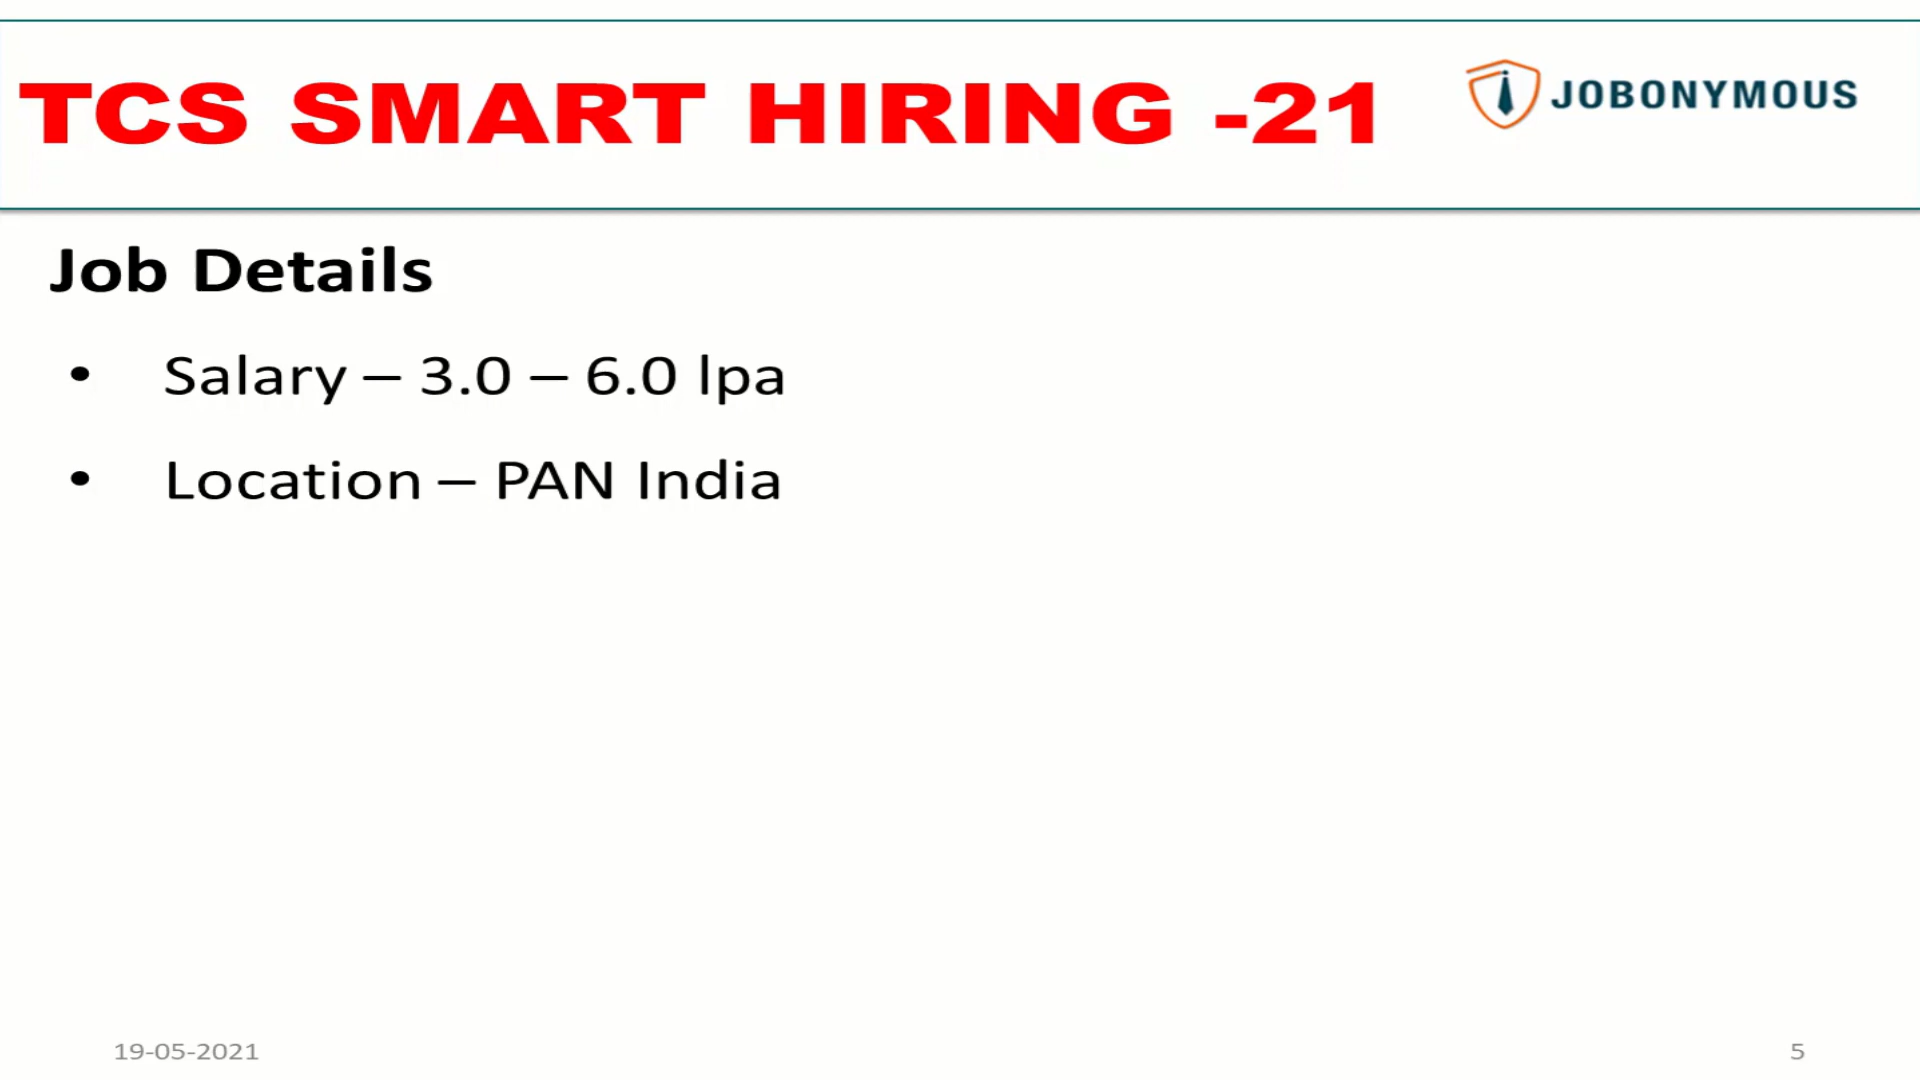 TCS SMART HIRING -21
JOBONYMOUS
Job Details
• Salary – 3.0 – 6.0 lpa
• Location – PAN India
19-05-2021
5